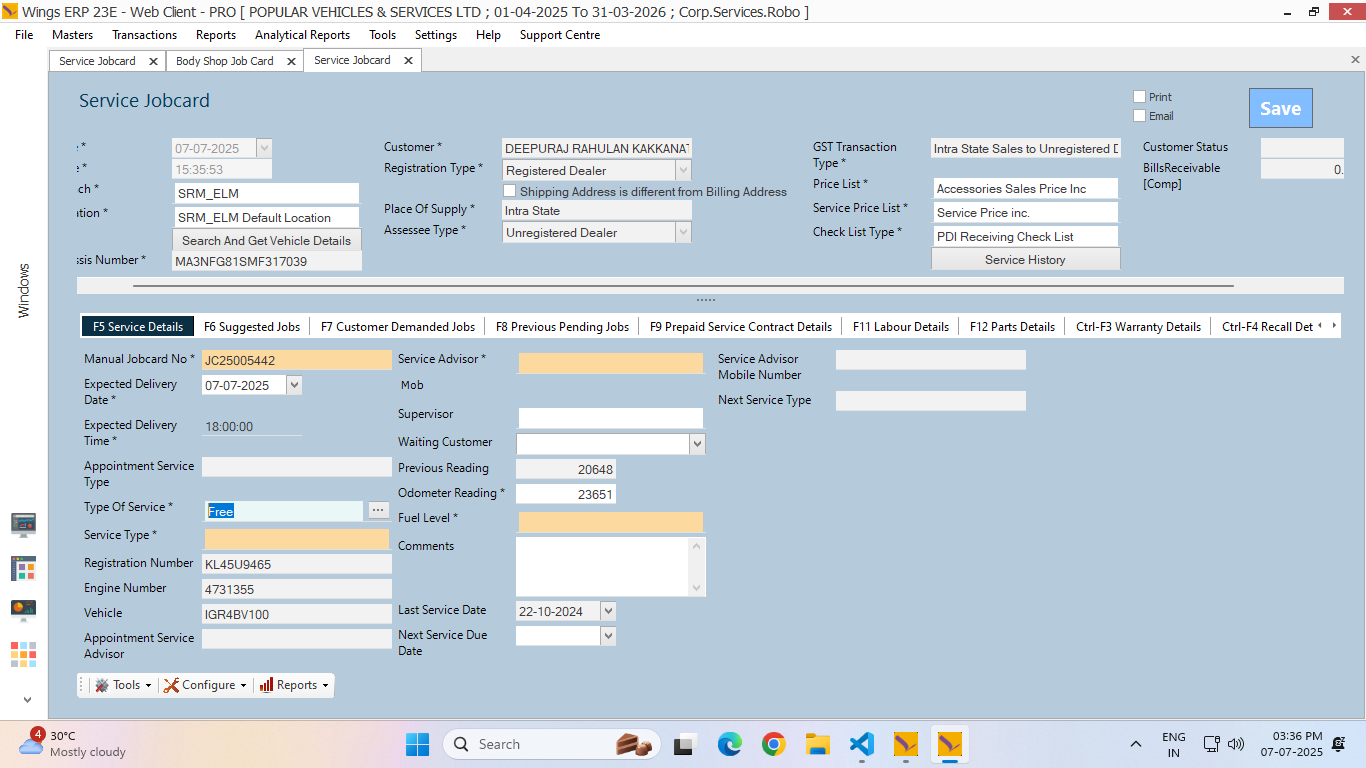 Wings ERP 23E - Web Client - PRO [ POPULAR VEHICLES & SERVICES LTD ; 01-04-2025 To 31-03-2026 ; Corp.Services.Robo ]
File Masters Transactions Reports Analytical Reports Tools Settings Help Support Centre
Service Jobcard Body Shop Job Card Service Jobcard
Service Jobcard
Print
Email
Save
07-07-2025
15:35:53
ch * SRM_ELM
ation * SRM_ELM Default Location
Search And Get Vehicle Details
ssis Number * MA3NFG81SMF317039
Customer * DEEPURAJ RAHULAN KAKKANAT
Registration Type * Registered Dealer
Shipping Address is different from Billing Address
Place Of Supply * Intra State
Assessee Type * Unregistered Dealer
GST Transaction Type * Intra State Sales to Unregistered D
Price List * Accessories Sales Price Inc
Service Price List * Service Price inc.
Check List Type * PDI Receiving Check List
Service History
Customer Status
BillsReceivable [Comp] 0.
Windows
F5 Service Details F6 Suggested Jobs F7 Customer Demanded Jobs F8 Previous Pending Jobs F9 Prepaid Service Contract Details F11 Labour Details F12 Parts Details Ctrl-F3 Warranty Details Ctrl-F4 Recall Det
Manual Jobcard No * JC25005442
Expected Delivery Date * 07-07-2025
Expected Delivery Time * 18:00:00
Appointment Service Type
Type Of Service * Free ...
Service Type *
Registration Number KL45U9465
Engine Number 4731355
Vehicle IGR4BV100
Appointment Service Advisor
Service Advisor *
Mob
Supervisor
Waiting Customer
Previous Reading 20648
Odometer Reading * 23651
Fuel Level *
Comments
Last Service Date 22-10-2024
Next Service Due Date
Service Advisor Mobile Number
Next Service Type
Tools Configure Reports
4 30°C
Mostly cloudy
Search
ENG
IN
03:36 PM
07-07-2025